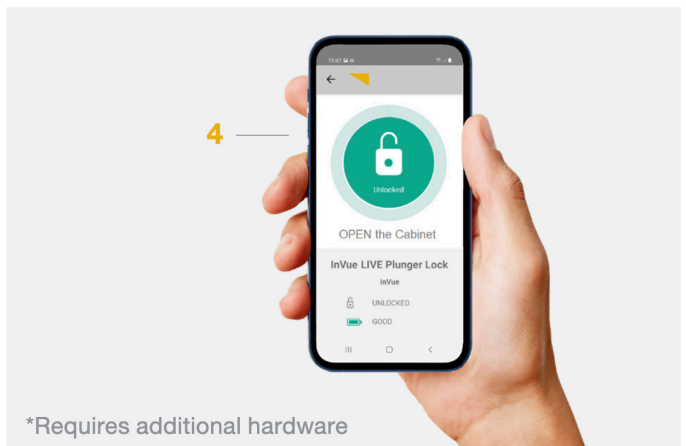 4
Unlocked
OPEN the Cabinet
InVue LIVE Plunger Lock
InVue
UNLOCKED
GOOD
*Requires additional hardware